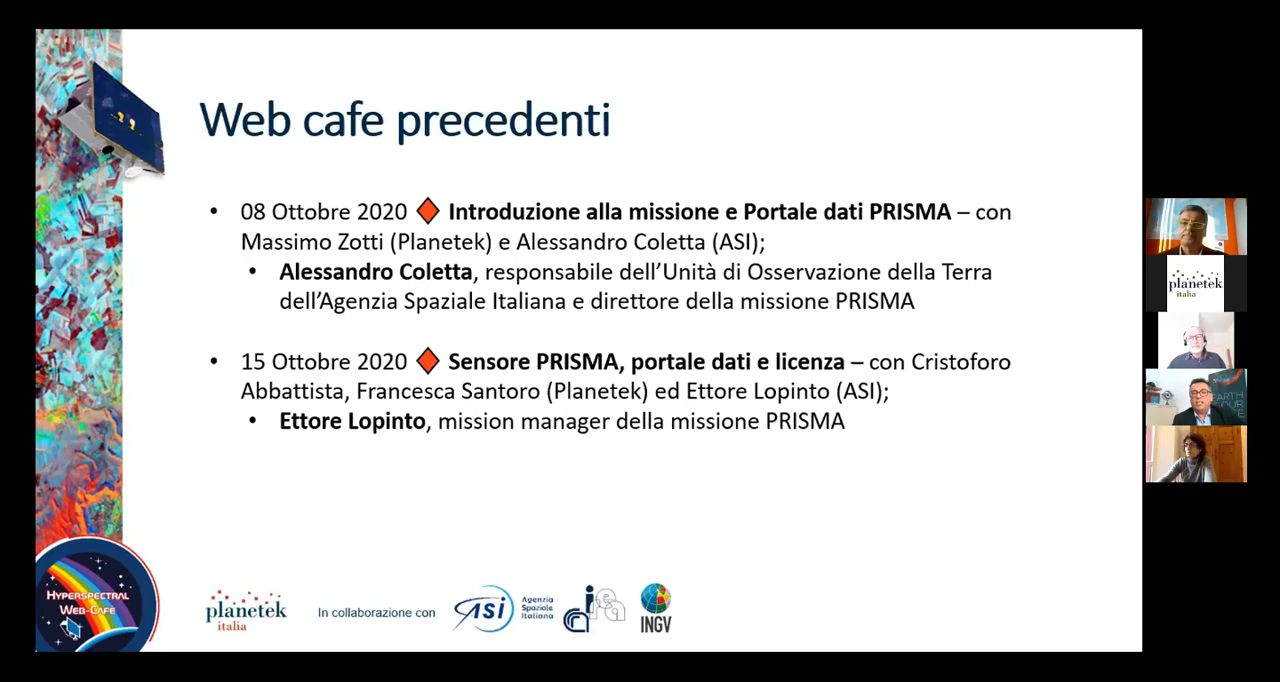 Web cafe precedenti
• 08 Ottobre 2020 ♦ Introduzione alla missione e Portale dati PRISMA – con
Massimo Zotti (Planetek) e Alessandro Coletta (ASI);
• Alessandro Coletta, responsabile dell’Unità di Osservazione della Terra
dell’Agenzia Spaziale Italiana e direttore della missione PRISMA
• 15 Ottobre 2020 ♦ Sensore PRISMA, portale dati e licenza – con Cristoforo
Abbattista, Francesca Santoro (Planetek) ed Ettore Lopinto (ASI);
• Ettore Lopinto, mission manager della missione PRISMA
planetek
italia
HYPERSPECTRAL
WEB-CAFÈ
planetek
italia
In collaborazione con
ASI
Agenzia
Spaziale
Italiana
irea
INGV